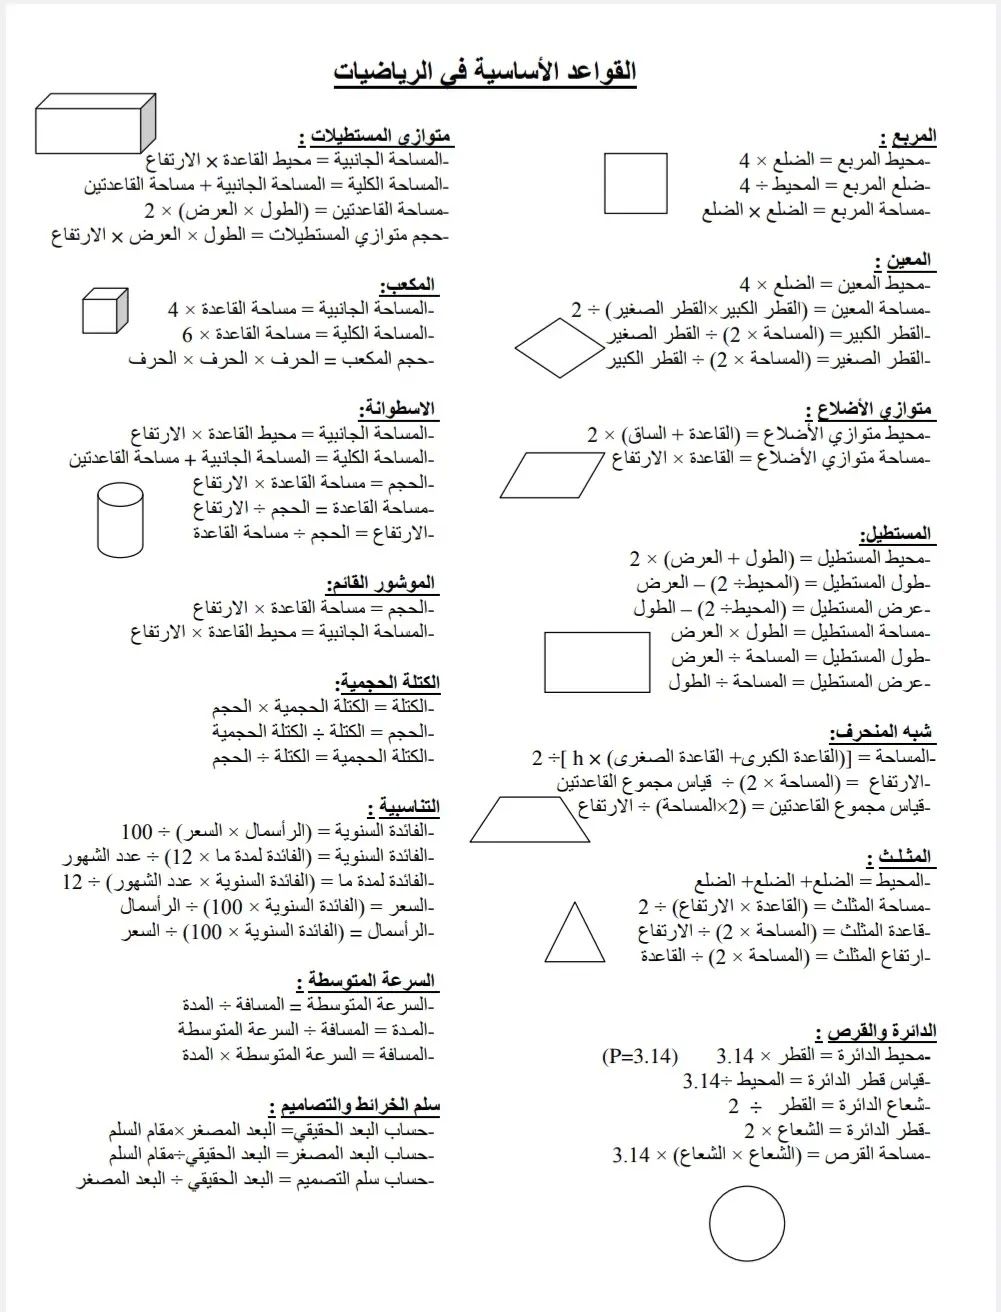 القواعد الأساسية في الرياضيات
المربع :
-محيط المربع = الضلع × 4
-ضلع المربع = المحيط ÷ 4
-مساحة المربع = الضلع × الضلع
المعين :
-محيط المعين = الضلع × 4
-مساحة المعين = (القطر الكبير×القطر الصغير) ÷ 2
-القطر الكبير= (المساحة × 2) ÷ القطر الصغير
-القطر الصغير= (المساحة × 2) ÷ القطر الكبير
متوازي الأضلاع :
-محيط متوازي الأضلاع = (القاعدة + الساق) × 2
-مساحة متوازي الأضلاع = القاعدة × الارتفاع
المستطيل:
-محيط المستطيل = (الطول + العرض) × 2
-طول المستطيل = (المحيط÷ 2) – العرض
-عرض المستطيل = (المحيط÷ 2) – الطول
-مساحة المستطيل = الطول × العرض
-طول المستطيل = المساحة ÷ العرض
-عرض المستطيل = المساحة ÷ الطول
شبه المنحرف:
-المساحة = [(القاعدة الكبرى+ القاعدة الصغرى) × h ]÷ 2
-الارتفاع = (المساحة × 2) ÷ قياس مجموع القاعدتين
-قياس مجموع القاعدتين = (2×المساحة) ÷ الارتفاع
المثلـث :
-المحيط = الضلع+ الضلع+ الضلع
-مساحة المثلث = (القاعدة × الارتفاع) ÷ 2
-قاعدة المثلث = (المساحة × 2) ÷ الارتفاع
-ارتفاع المثلث = (المساحة × 2) ÷ القاعدة
الدائرة والقرص :
-محيط الدائرة = القطر × 3.14 (P=3.14)
-قياس قطر الدائرة = المحيط ÷3.14
-شعاع الدائرة = القطر ÷ 2
-قطر الدائرة = الشعاع × 2
-مساحة القرص = (الشعاع × الشعاع) × 3.14
متوازي المستطيلات :
-المساحة الجانبية = محيط القاعدة × الارتفاع
-المساحة الكلية = المساحة الجانبية + مساحة القاعدتين
-مساحة القاعدتين = (الطول × العرض) × 2
-حجم متوازي المستطيلات = الطول × العرض × الارتفاع
المكعب:
-المساحة الجانبية = مساحة القاعدة × 4
-المساحة الكلية = مساحة القاعدة × 6
-حجم المكعب = الحرف × الحرف × الحرف
الاسطوانة:
-المساحة الجانبية = محيط القاعدة × الارتفاع
-المساحة الكلية = المساحة الجانبية + مساحة القاعدتين
-الحجم = مساحة القاعدة × الارتفاع
-مساحة القاعدة = الحجم ÷ الارتفاع
-الارتفاع = الحجم ÷ مساحة القاعدة
الموشور القائم:
-الحجم = مساحة القاعدة × الارتفاع
-المساحة الجانبية = محيط القاعدة × الارتفاع
الكتلة الحجمية:
-الكتلة = الكتلة الحجمية × الحجم
-الحجم = الكتلة ÷ الكتلة الحجمية
-الكتلة الحجمية = الكتلة ÷ الحجم
التناسبية :
-الفائدة السنوية = (الرأسمال × السعر) ÷ 100
-الفائدة السنوية = (الفائدة لمدة ما × 12) ÷ عدد الشهور
-الفائدة لمدة ما = (الفائدة السنوية × عدد الشهور) ÷ 12
-السعر = (الفائدة السنوية × 100) ÷ الرأسمال
-الرأسمال = (الفائدة السنوية × 100) ÷ السعر
السرعة المتوسطة :
-السرعة المتوسطة = المسافة ÷ المدة
-المـدة = المسافة ÷ السرعة المتوسطة
-المسافة = السرعة المتوسطة × المدة
سلم الخرائط والتصاميم :
-حساب البعد الحقيقي= البعد المصغر×مقام السلم
-حساب البعد المصغر= البعد الحقيقي÷مقام السلم
-حساب سلم التصميم = البعد الحقيقي ÷ البعد المصغر